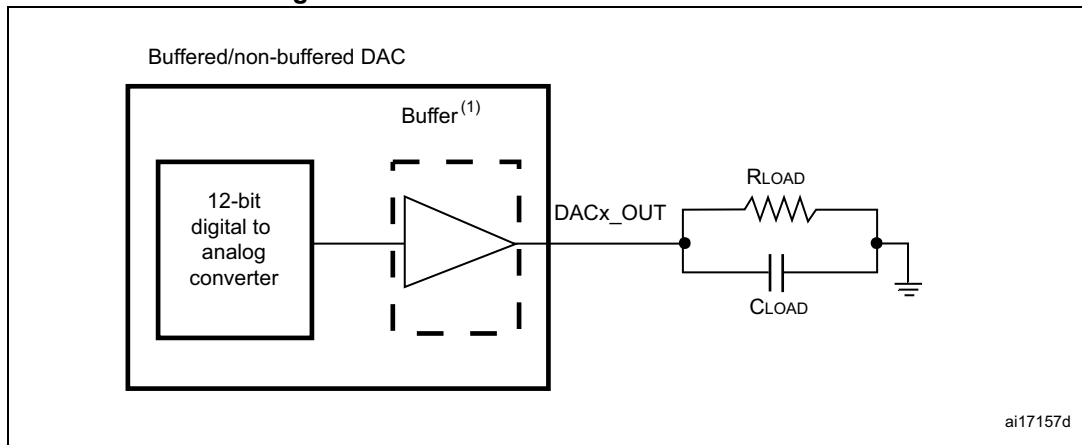 Buffered/non-buffered DAC
Buffer(1)
12-bit
digital to
analog
converter
DACx_OUT
RLOAD
CLOAD
ai17157d